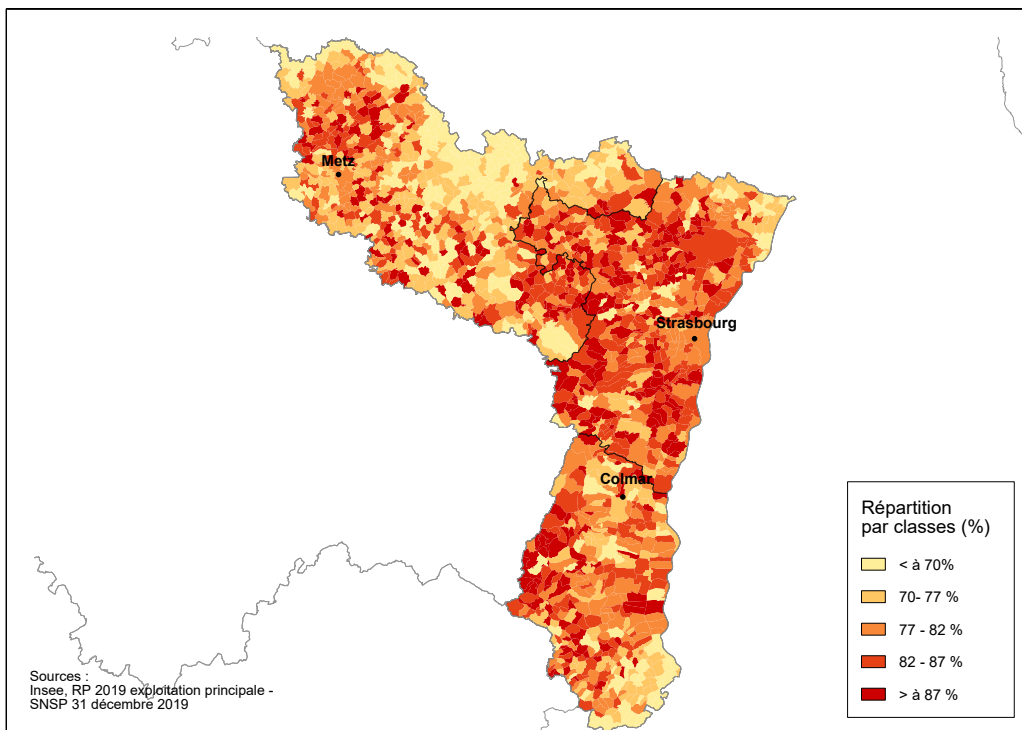 Metz
Strasbourg
Colmar
Répartition
par classes (%)
< à 70%
70- 77 %
77 - 82 %
82 - 87 %
> à 87 %
Sources :
Insee, RP 2019 exploitation principale -
SNSP 31 décembre 2019